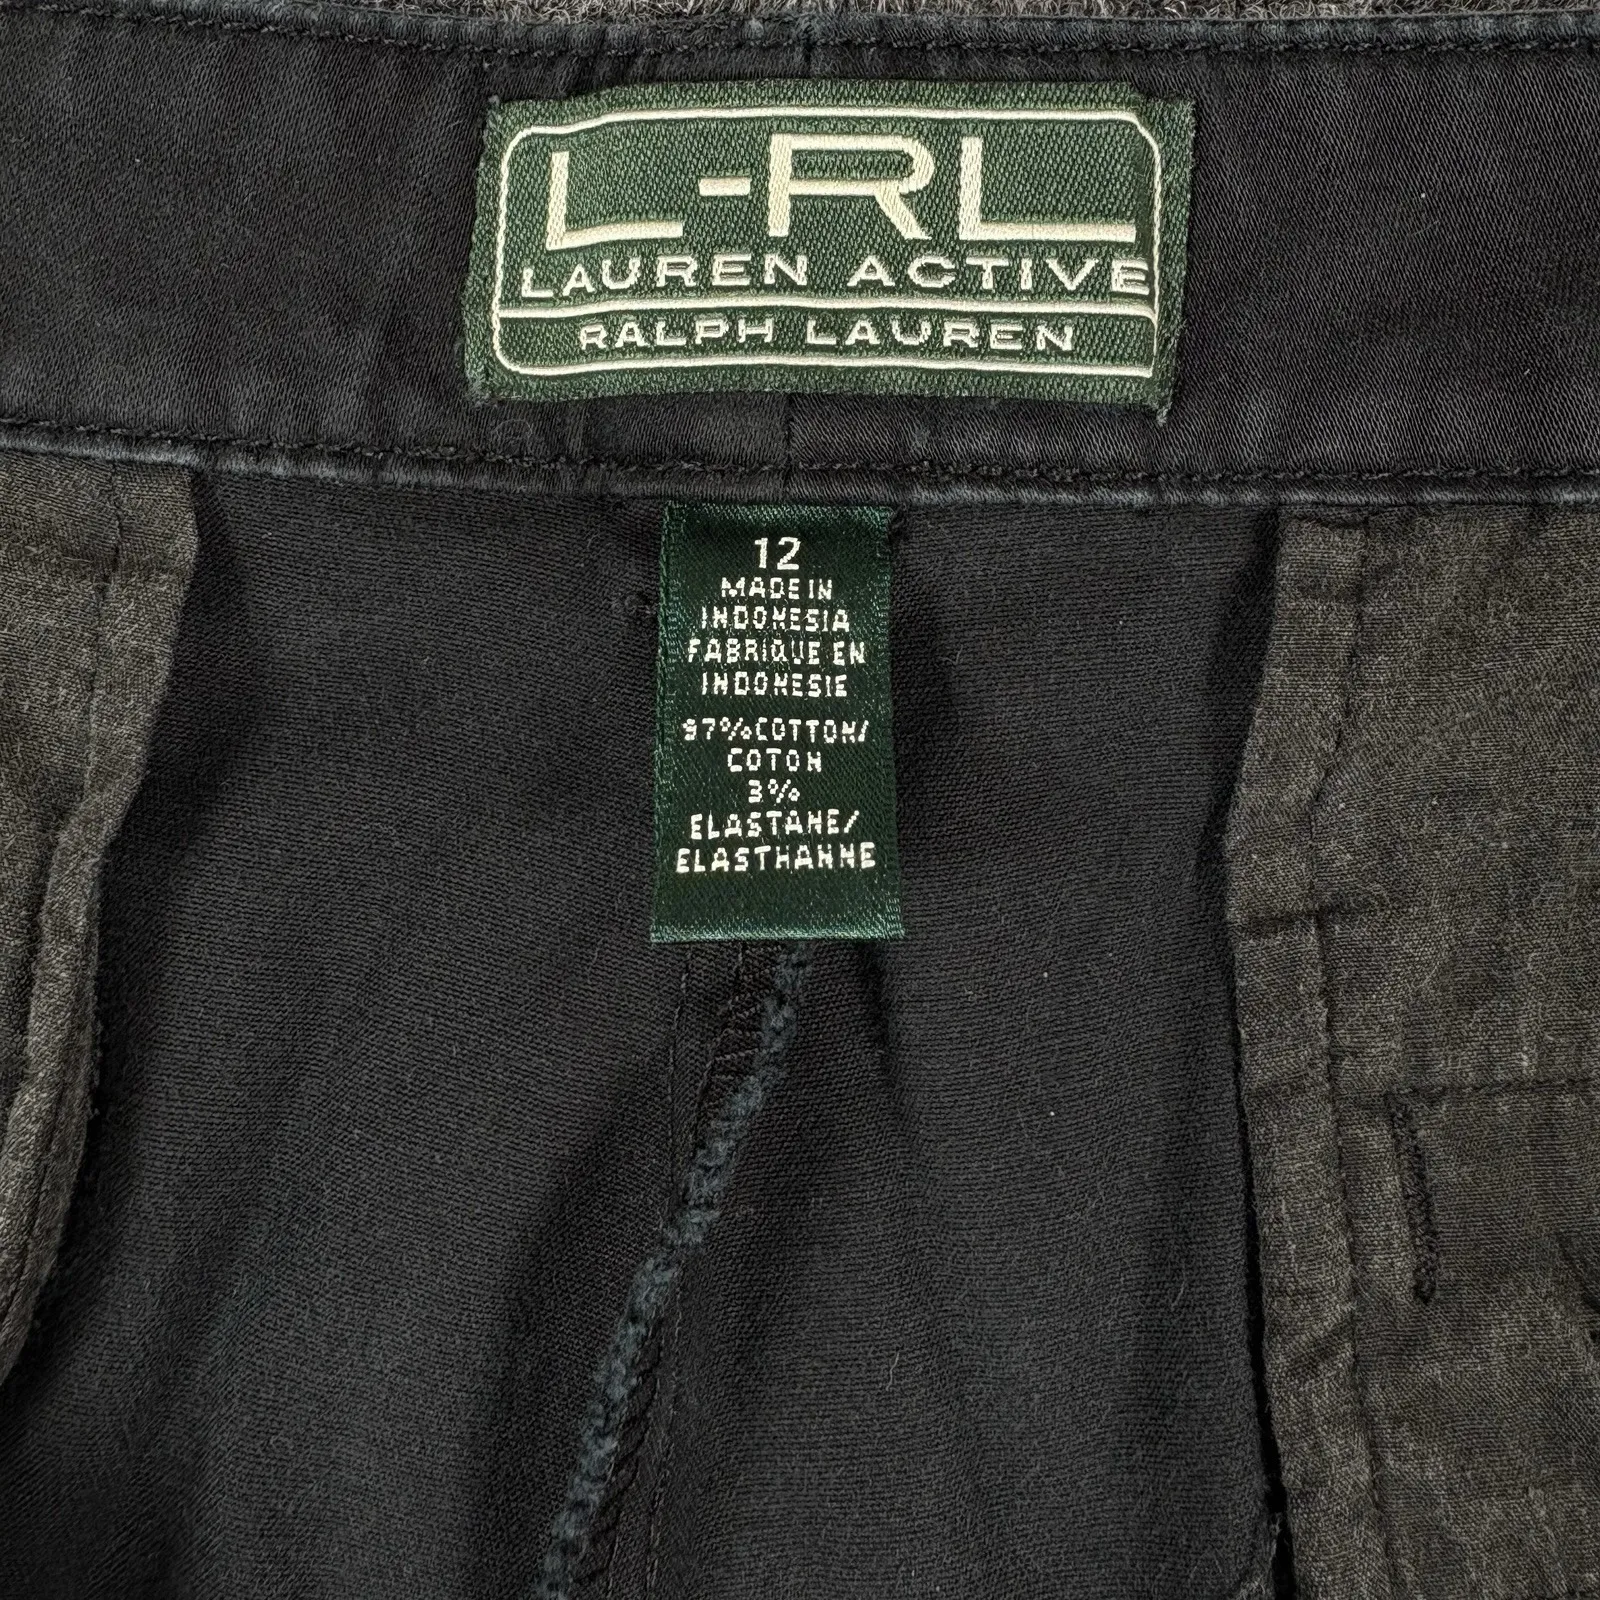 L-RL
LAUREN ACTIVE
RALPH LAUREN
12
MADE IN
INDONESIA
FABRIQUE EN
INDONESIE
97% COTTON/
COTON
3%
ELASTANE/
ELASTHANNE